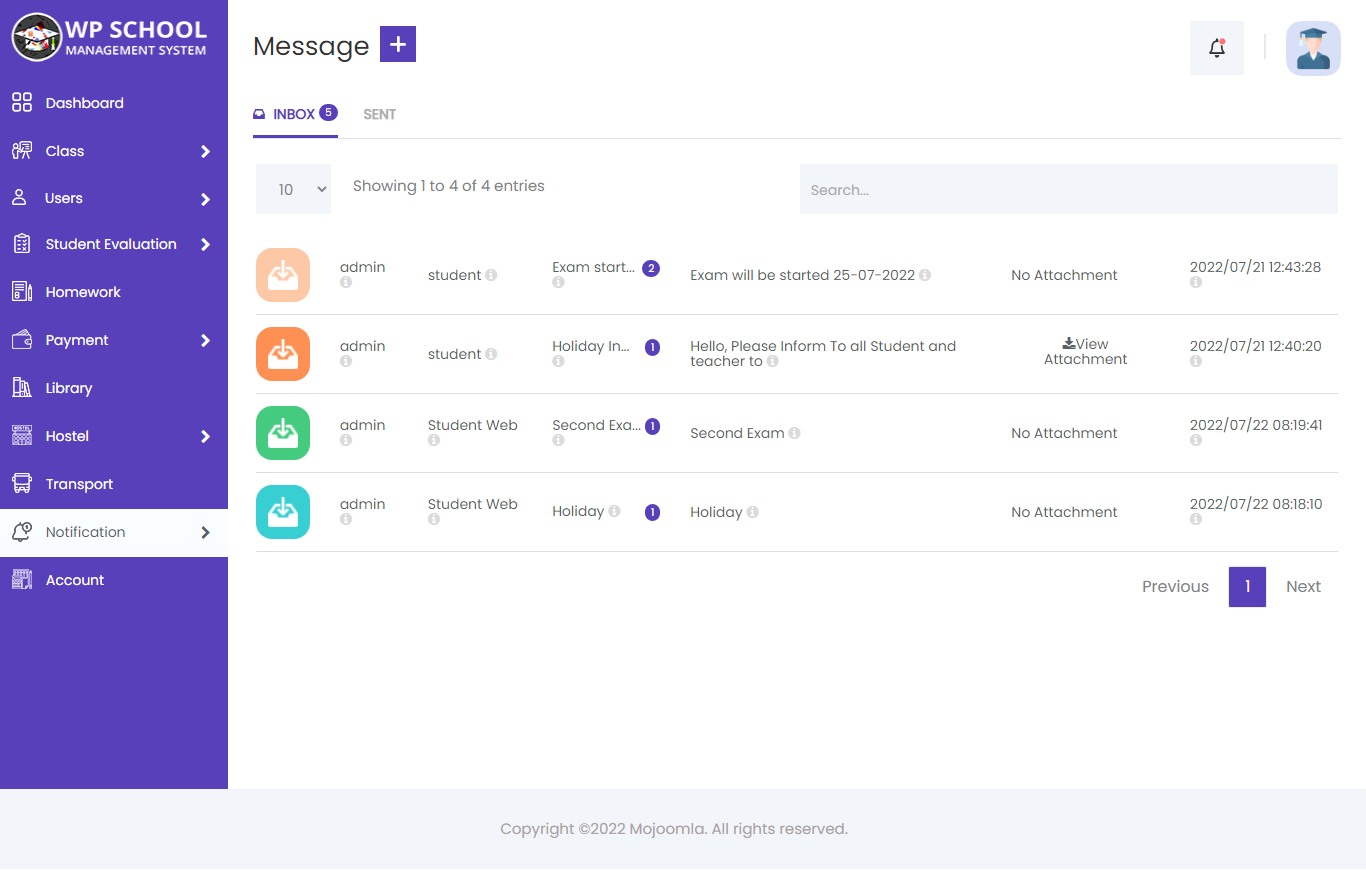 WP SCHOOL
MANAGEMENT SYSTEM
Dashboard
Class
Users
Student Evaluation
Homework
Payment
Library
Hostel
Transport
Notification
Account
Message +
INBOX 5 SENT
10 Showing 1 to 4 of 4 entries Search...
admin student Exam start... 2 Exam will be started 25-07-2022 No Attachment 2022/07/21 12:43:28
admin student Holiday In... 1 Hello, Please Inform To all Student and teacher to View Attachment 2022/07/21 12:40:20
admin Student Web Second Exa... 1 Second Exam No Attachment 2022/07/22 08:19:41
admin Student Web Holiday 1 Holiday No Attachment 2022/07/22 08:18:10
Previous 1 Next
Copyright ©2022 Mojoomla. All rights reserved.